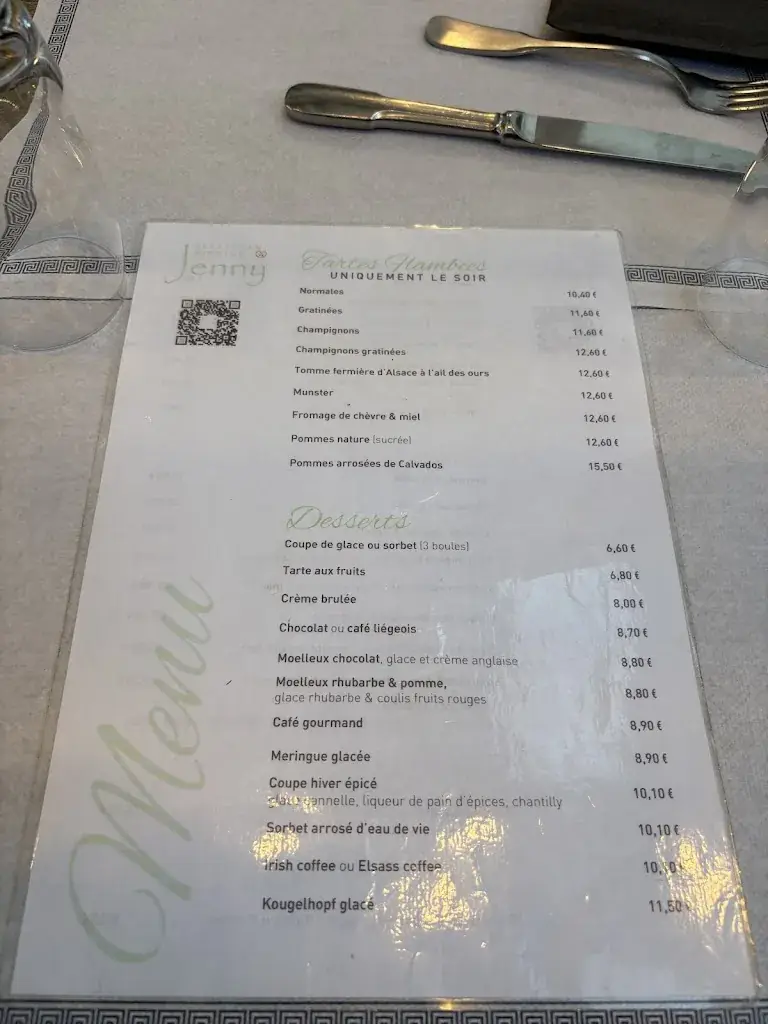 Jenny
Tartes Flambées
UNIQUEMENT LE SOIR
Normales 10,40 €
Gratinées 11,60 €
Champignons 11,60 €
Champignons gratinées 12,60 €
Tomme fermière d'Alsace à l'ail des ours 12,60 €
Munster 12,60 €
Fromage de chèvre & miel 12,60 €
Pommes nature (sucrée) 12,60 €
Pommes arrosées de Calvados 15,50 €
Desserts
Coupe de glace ou sorbet (3 boules) 6,60 €
Tarte aux fruits 6,80 €
Crème brulée 8,00 €
Chocolat ou café liégeois 8,70 €
Moelleux chocolat, glace et crème anglaise 8,80 €
Moelleux rhubarbe & pomme, 8,80 €
glace rhubarbe & coulis fruits rouges
Café gourmand 8,90 €
Meringue glacée 8,90 €
Coupe hiver épicé 10,10 €
glace cannelle, liqueur de pain d'épices, chantilly
Sorbet arrosé d'eau de vie 10,10 €
Irish coffee ou Elsass coffee
Kougelhopf glacé 11,50
Menu